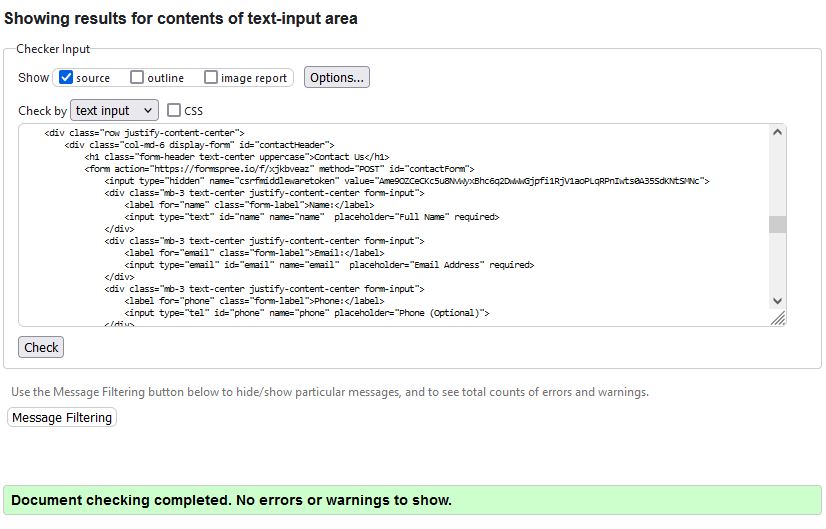 Showing results for contents of text-input area
Checker Input
Show source outline image report Options...
Check by text input CSS
<div class="row justify-content-center">
<div class="col-md-6 display-form" id="contactHeader">
<h1 class="form-header text-center uppercase">Contact Us</h1>
<form action="https://formspree.io/f/xjkbveaz" method="POST" id="contactForm">
<input type="hidden" name="csrfmiddlewaretoken" value="Ame9OZCeCKc5u8NvWyxBhc6q2DwWwGjpfi1RjV1aoPLqRPnIwts0A35SdKNtSMNc">
<div class="mb-3 text-center justify-content-center form-input">
<label for="name" class="form-label">Name:</label>
<input type="text" id="name" name="name"  placeholder="Full Name" required>
</div>
<div class="mb-3 text-center justify-content-center form-input">
<label for="email" class="form-label">Email:</label>
<input type="email" id="email" name="email"  placeholder="Email Address" required>
</div>
<div class="mb-3 text-center justify-content-center form-input">
<label for="phone" class="form-label">Phone:</label>
<input type="tel" id="phone" name="phone" placeholder="Phone (Optional)">
</div>
Check
Use the Message Filtering button below to hide/show particular messages, and to see total counts of errors and warnings.
Message Filtering
Document checking completed. No errors or warnings to show.